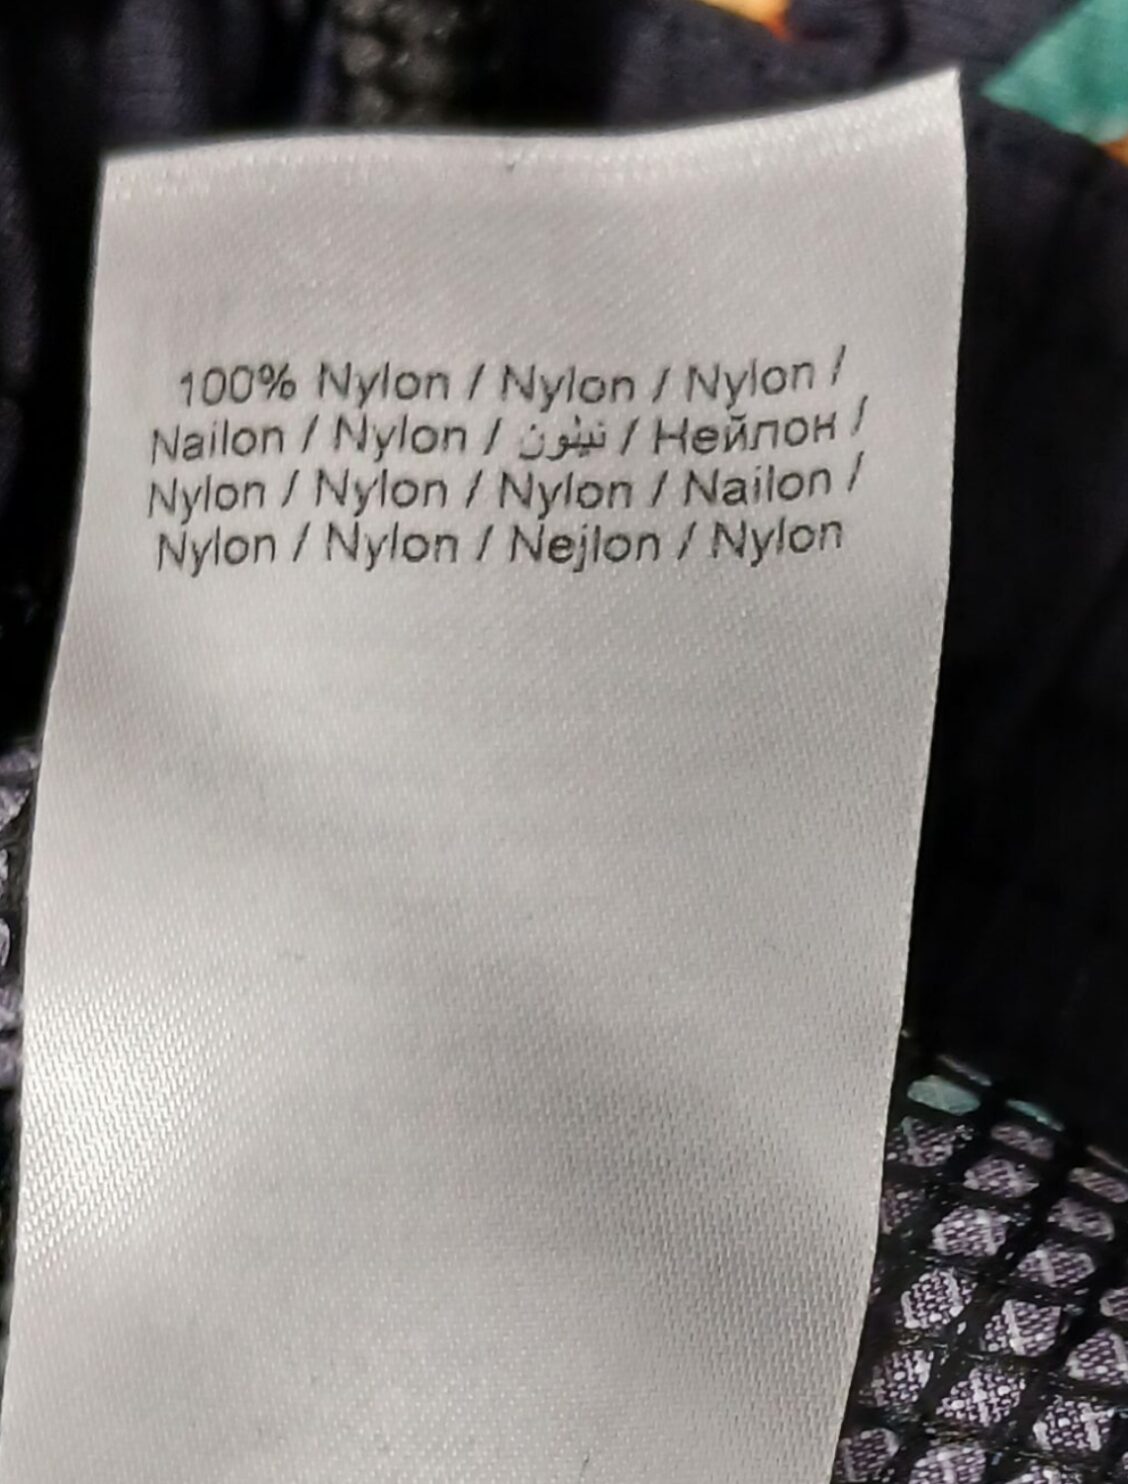 100% Nylon / Nylon / Nylon /
Nailon / Nylon / نيلون / Нейлон /
Nylon / Nylon / Nylon / Nailon /
Nylon / Nylon / Nejlon / Nylon